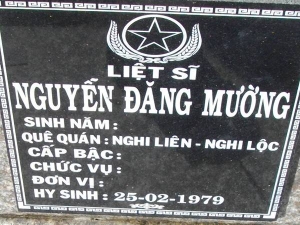 LIỆT SĨ
NGUYỄN ĐĂNG MƯỜNG
SINH NĂM :
QUÊ QUÁN : NGHI LIÊN - NGHI LỘC
CẤP BẬC :
CHỨC VỤ :
ĐƠN VỊ :
HY SINH : 25-02-1979